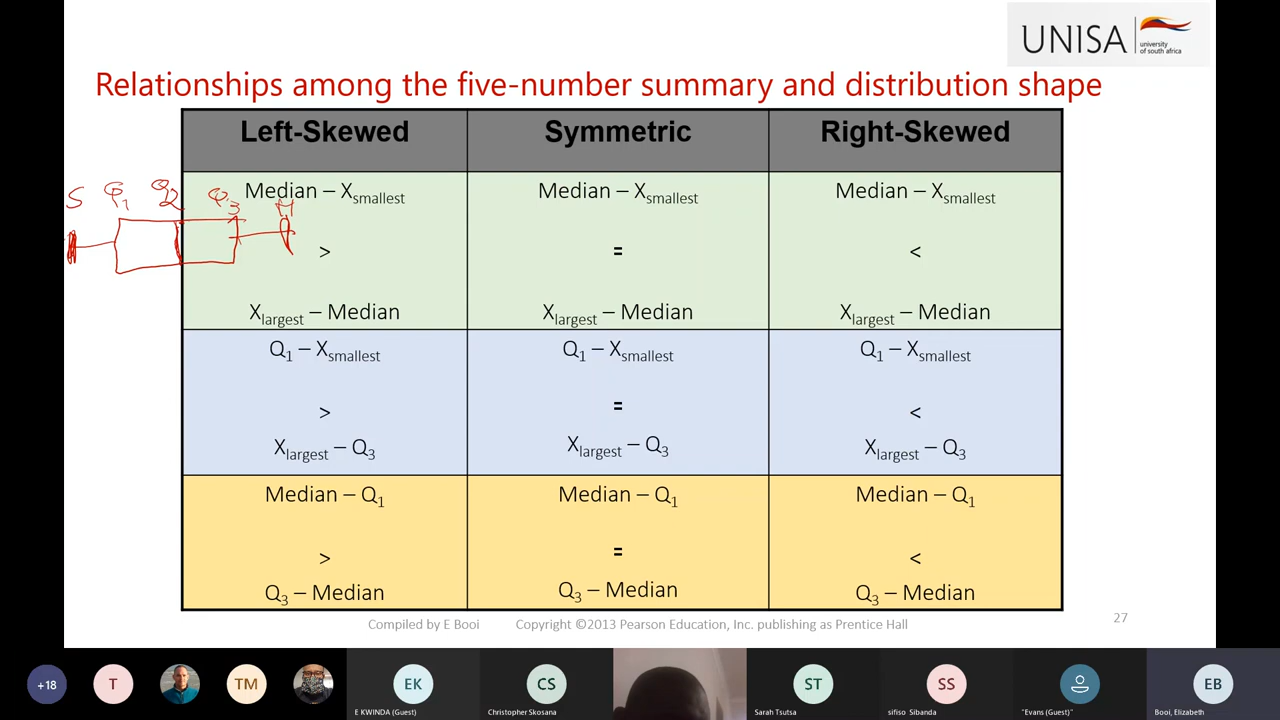 UNISA
university
of south africa
Relationships among the five-number summary and distribution shape
Left-Skewed Symmetric Right-Skewed
S Q1 Q2 Q3
Median – Xsmallest Median – Xsmallest Median – Xsmallest
> = <
Xlargest – Median Xlargest – Median Xlargest – Median
Q1 – Xsmallest Q1 – Xsmallest Q1 – Xsmallest
> = <
Xlargest – Q3 Xlargest – Q3 Xlargest – Q3
Median – Q1 Median – Q1 Median – Q1
> = <
Q3 – Median Q3 – Median Q3 – Median
Compiled by E Booi Copyright ©2013 Pearson Education, Inc. publishing as Prentice Hall
27
+18 T TM EK CS ST SS EB
E KWINDA (Guest) Christopher Skosana Sarah Tsutsa sifiso Sibanda "Evans (Guest)" Booi, Elizabeth